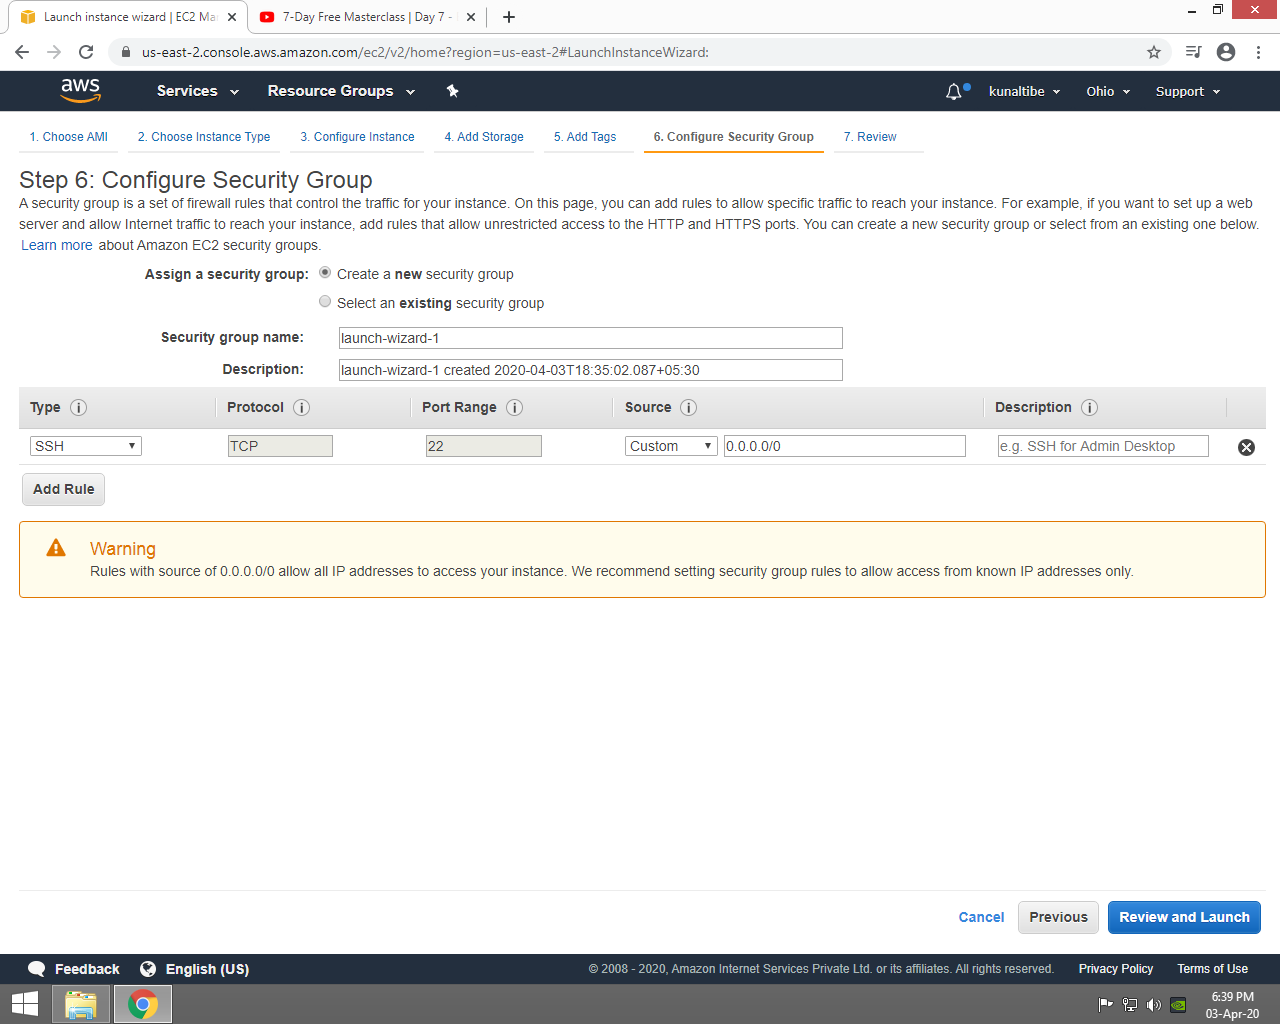 Launch instance wizard | EC2 Ma
7-Day Free Masterclass | Day 7 -
us-east-2.console.aws.amazon.com/ec2/v2/home?region=us-east-2#LaunchInstanceWizard:
aws
Services
Resource Groups
kunaltibe
Ohio
Support
1. Choose AMI
2. Choose Instance Type
3. Configure Instance
4. Add Storage
5. Add Tags
6. Configure Security Group
7. Review
Step 6: Configure Security Group
A security group is a set of firewall rules that control the traffic for your instance. On this page, you can add rules to allow specific traffic to reach your instance. For example, if you want to set up a web
server and allow Internet traffic to reach your instance, add rules that allow unrestricted access to the HTTP and HTTPS ports. You can create a new security group or select from an existing one below.
Learn more about Amazon EC2 security groups.
Assign a security group:
Create a new security group
Select an existing security group
Security group name:
launch-wizard-1
Description:
launch-wizard-1 created 2020-04-03T18:35:02.087+05:30
Type
Protocol
Port Range
Source
Description
SSH
TCP
22
Custom
0.0.0.0/0
e.g. SSH for Admin Desktop
Add Rule
Warning
Rules with source of 0.0.0.0/0 allow all IP addresses to access your instance. We recommend setting security group rules to allow access from known IP addresses only.
Cancel
Previous
Review and Launch
Feedback
English (US)
© 2008 - 2020, Amazon Internet Services Private Ltd. or its affiliates. All rights reserved.
Privacy Policy
Terms of Use
6:39 PM
03-Apr-20